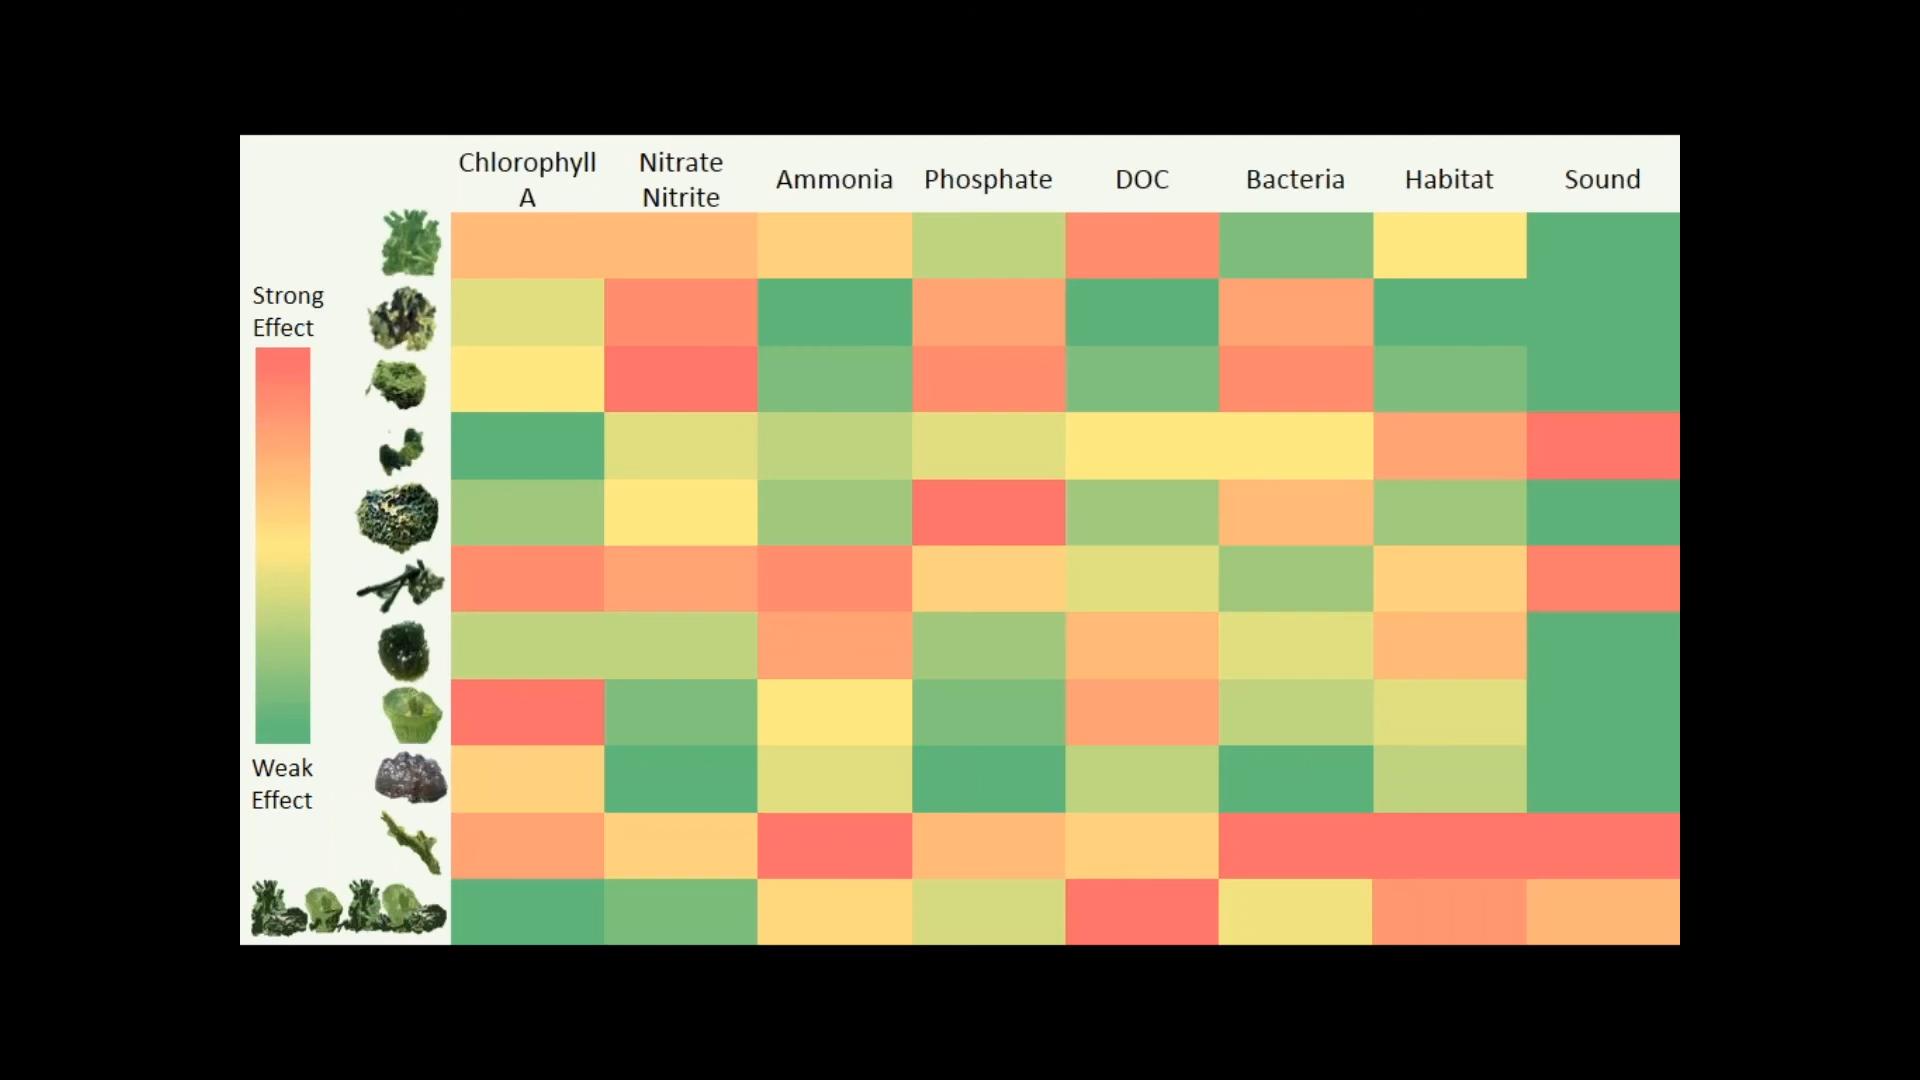 Chlorophyll
A
Nitrate
Nitrite
Ammonia
Phosphate
DOC
Bacteria
Habitat
Sound
Strong
Effect
Weak
Effect